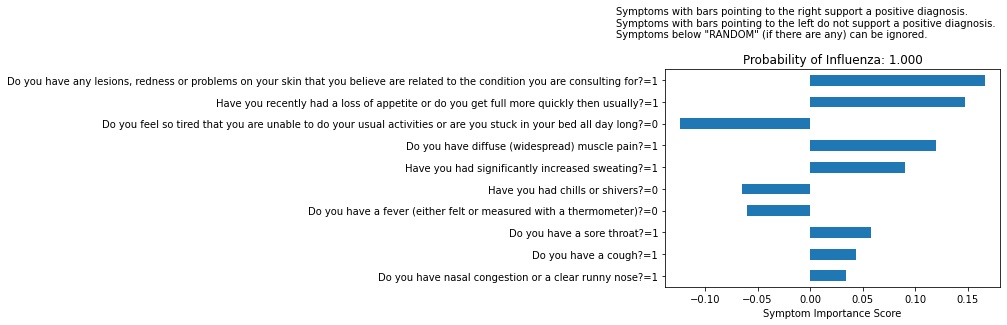 Symptoms with bars pointing to the right support a positive diagnosis.
Symptoms with bars pointing to the left do not support a positive diagnosis.
Symptoms below "RANDOM" (if there are any) can be ignored.
Probability of Influenza: 1.000
Do you have any lesions, redness or problems on your skin that you believe are related to the condition you are consulting for?=1
Have you recently had a loss of appetite or do you get full more quickly then usually?=1
Do you feel so tired that you are unable to do your usual activities or are you stuck in your bed all day long?=0
Do you have diffuse (widespread) muscle pain?=1
Have you had significantly increased sweating?=1
Have you had chills or shivers?=0
Do you have a fever (either felt or measured with a thermometer)?=0
Do you have a sore throat?=1
Do you have a cough?=1
Do you have nasal congestion or a clear runny nose?=1
−0.10 −0.05 0.00 0.05 0.10 0.15
Symptom Importance Score